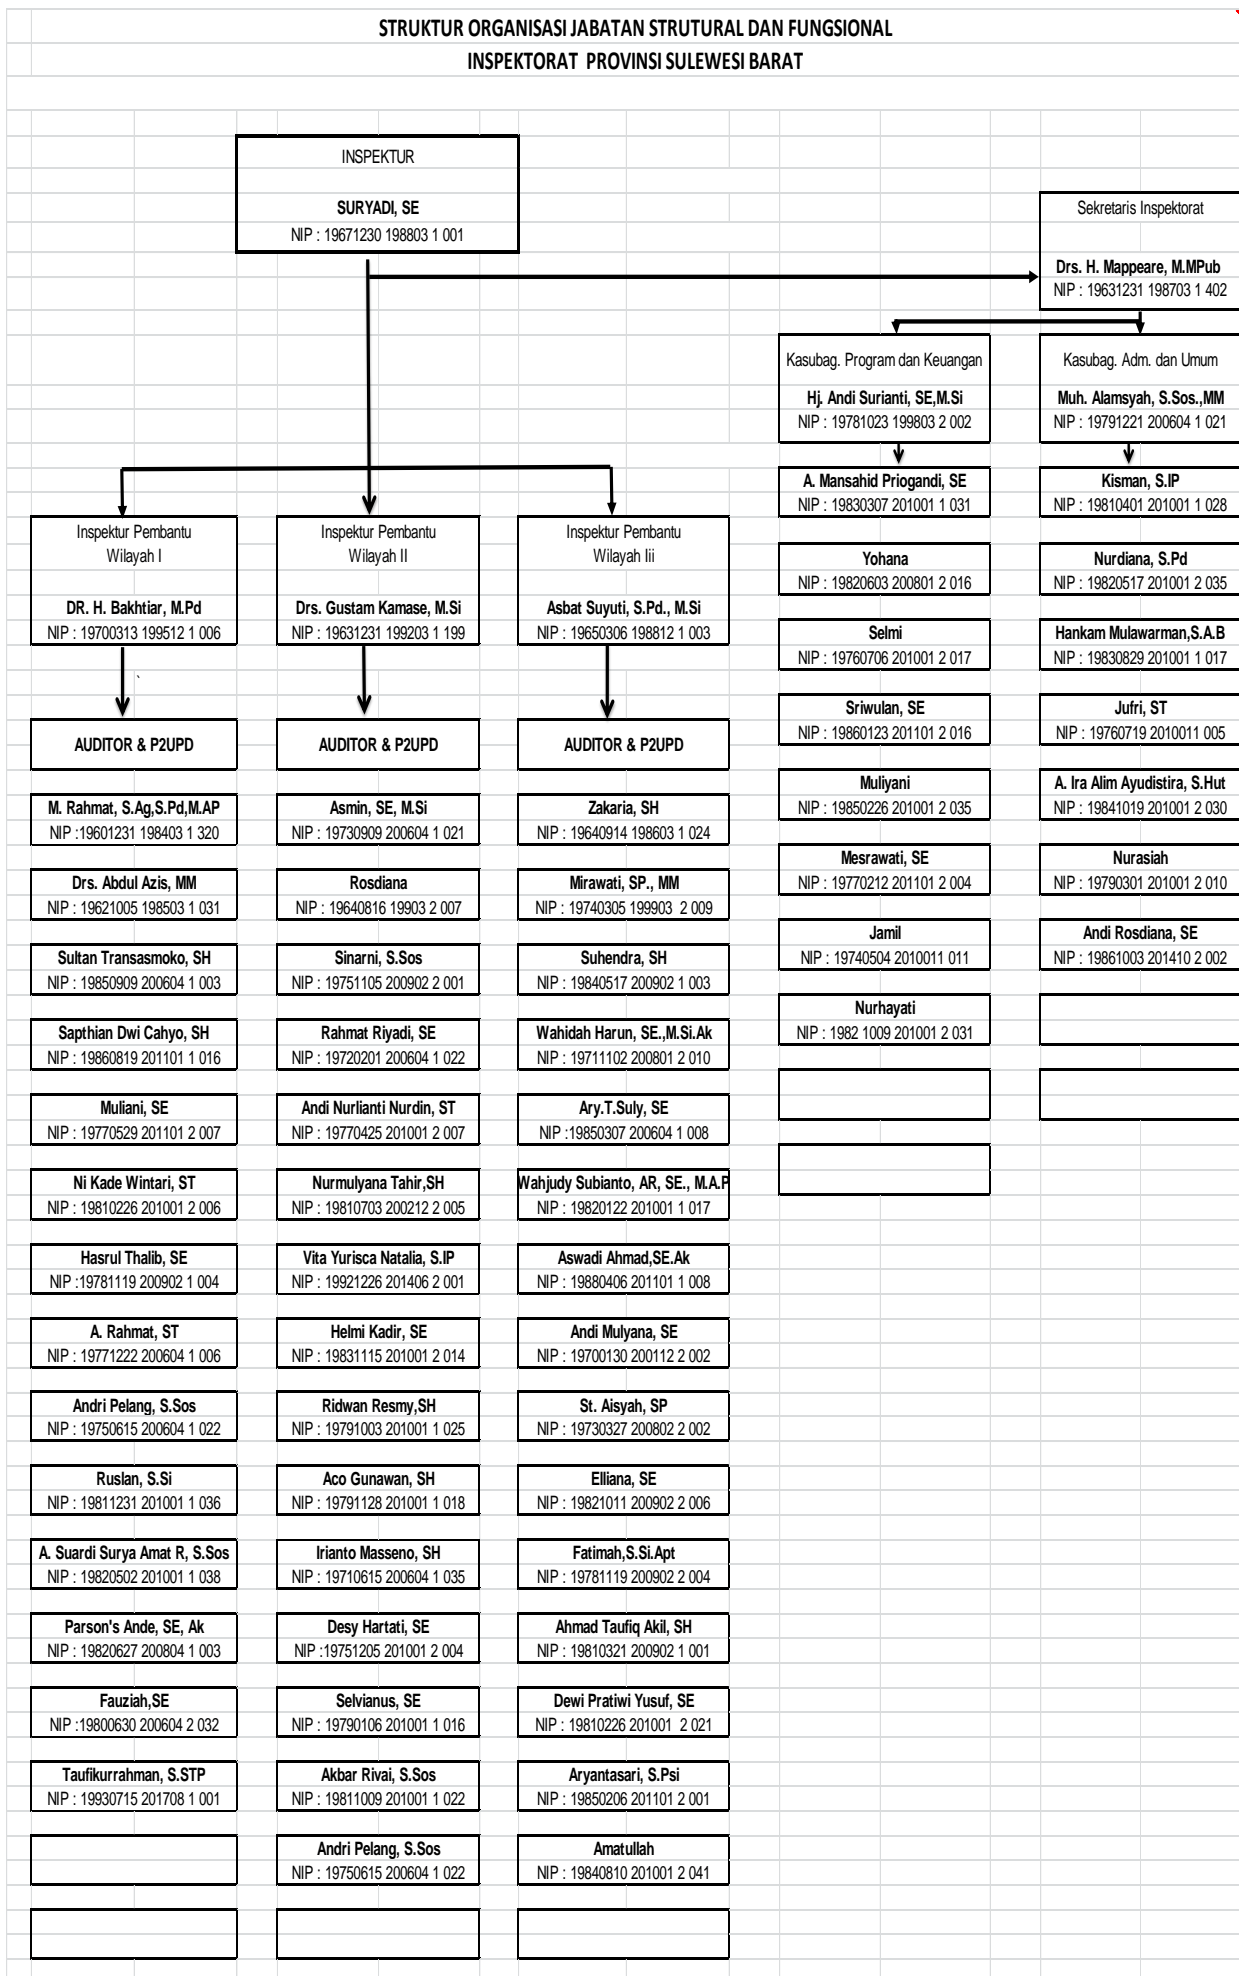 STRUKTUR ORGANISASI JABATAN STRUTURAL DAN FUNGSIONAL
INSPEKTORAT PROVINSI SULEWESI BARAT
INSPEKTUR
SURYADI, SE
NIP : 19671230 198803 1 001
Sekretaris Inspektorat
Drs. H. Mappeare, M.MPub
NIP : 19631231 198703 1 402
Kasubag. Program dan Keuangan
Hj. Andi Surianti, SE,M.Si
NIP : 19781023 199803 2 002
Kasubag. Adm. dan Umum
Muh. Alamsyah, S.Sos.,MM
NIP : 19791221 200604 1 021
Inspektur Pembantu
Wilayah I
DR. H. Bakhtiar, M.Pd
NIP : 19700313 199512 1 006
Inspektur Pembantu
Wilayah II
Drs. Gustam Kamase, M.Si
NIP : 19631231 199203 1 199
Inspektur Pembantu
Wilayah Iii
Asbat Suyuti, S.Pd., M.Si
NIP : 19650306 198812 1 003
AUDITOR & P2UPD
M. Rahmat, S.Ag,S.Pd,M.AP
NIP :19601231 198403 1 320
Drs. Abdul Azis, MM
NIP : 19621005 198503 1 031
Sultan Transasmoko, SH
NIP : 19850909 200604 1 003
Sapthian Dwi Cahyo, SH
NIP : 19860819 201101 1 016
Muliani, SE
NIP : 19770529 201101 2 007
Ni Kade Wintari, ST
NIP : 19810226 201001 2 006
Hasrul Thalib, SE
NIP :19781119 200902 1 004
A. Rahmat, ST
NIP : 19771222 200604 1 006
Andri Pelang, S.Sos
NIP : 19750615 200604 1 022
Ruslan, S.Si
NIP : 19811231 201001 1 036
A. Suardi Surya Amat R, S.Sos
NIP : 19820502 201001 1 038
Parson's Ande, SE, Ak
NIP : 19820627 200804 1 003
Fauziah,SE
NIP :19800630 200604 2 032
Taufikurrahman, S.STP
NIP : 19930715 201708 1 001
AUDITOR & P2UPD
Asmin, SE, M.Si
NIP : 19730909 200604 1 021
Rosdiana
NIP : 19640816 19903 2 007
Sinarni, S.Sos
NIP : 19751105 200902 2 001
Rahmat Riyadi, SE
NIP : 19720201 200604 1 022
Andi Nurlianti Nurdin, ST
NIP : 19770425 201001 2 007
Nurmulyana Tahir,SH
NIP : 19810703 200212 2 005
Vita Yurisca Natalia, S.IP
NIP : 19921226 201406 2 001
Helmi Kadir, SE
NIP : 19831115 201001 2 014
Ridwan Resmy,SH
NIP : 19791003 201001 1 025
Aco Gunawan, SH
NIP : 19791128 201001 1 018
Irianto Masseno, SH
NIP : 19710615 200604 1 035
Desy Hartati, SE
NIP :19751205 201001 2 004
Selvianus, SE
NIP : 19790106 201001 1 016
Akbar Rivai, S.Sos
NIP : 19811009 201001 1 022
Andri Pelang, S.Sos
NIP : 19750615 200604 1 022
AUDITOR & P2UPD
Zakaria, SH
NIP : 19640914 198603 1 024
Mirawati, SP., MM
NIP : 19740305 199903 2 009
Suhendra, SH
NIP : 19840517 200902 1 003
Wahidah Harun, SE.,M.Si.Ak
NIP : 19711102 200801 2 010
Ary.T.Suly, SE
NIP :19850307 200604 1 008
Wahjudy Subianto, AR, SE., M.A.P
NIP : 19820122 201001 1 017
Aswadi Ahmad,SE.Ak
NIP : 19880406 201101 1 008
Andi Mulyana, SE
NIP : 19700130 200112 2 002
St. Aisyah, SP
NIP : 19730327 200802 2 002
Elliana, SE
NIP : 19821011 200902 2 006
Fatimah,S.Si.Apt
NIP : 19781119 200902 2 004
Ahmad Taufiq Akil, SH
NIP : 19810321 200902 1 001
Dewi Pratiwi Yusuf, SE
NIP : 19810226 201001 2 021
Aryantasari, S.Psi
NIP : 19850206 201101 2 001
Amatullah
NIP : 19840810 201001 2 041
A. Mansahid Priogandi, SE
NIP : 19830307 201001 1 031
Yohana
NIP : 19820603 200801 2 016
Selmi
NIP : 19760706 201001 2 017
Sriwulan, SE
NIP : 19860123 201101 2 016
Muliyani
NIP : 19850226 201001 2 035
Mesrawati, SE
NIP : 19770212 201101 2 004
Jamil
NIP : 19740504 2010011 011
Nurhayati
NIP : 1982 1009 201001 2 031
Kisman, S.IP
NIP : 19810401 201001 1 028
Nurdiana, S.Pd
NIP : 19820517 201001 2 035
Hankam Mulawarman,S.A.B
NIP : 19830829 201001 1 017
Jufri, ST
NIP : 19760719 2010011 005
A. Ira Alim Ayudistira, S.Hut
NIP : 19841019 201001 2 030
Nurasiah
NIP : 19790301 201001 2 010
Andi Rosdiana, SE
NIP : 19861003 201410 2 002